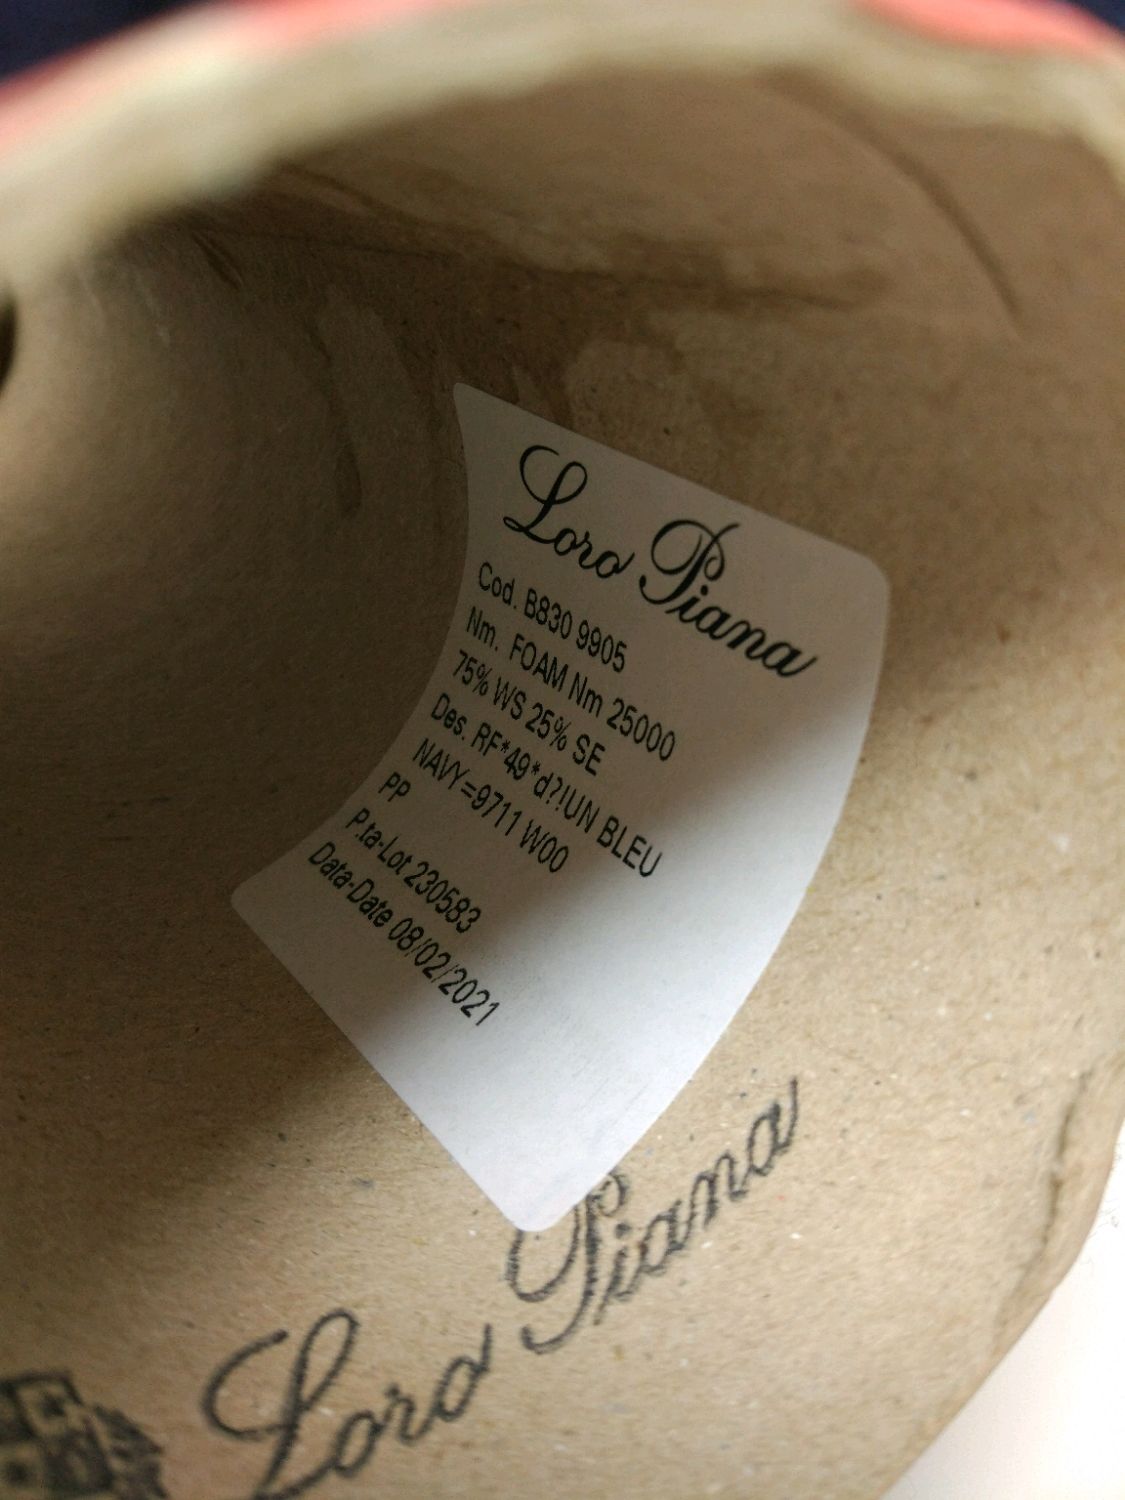 Loro Piana
Cod. B830 9905
Nm. FOAM Nm 25000
75% WS 25% SE
Des. RF*49*d?!UN BLEU
NAVY=9711 W00
PP
P.ta-Lot 230583
Data-Date 08/02/2021
Loro Piana